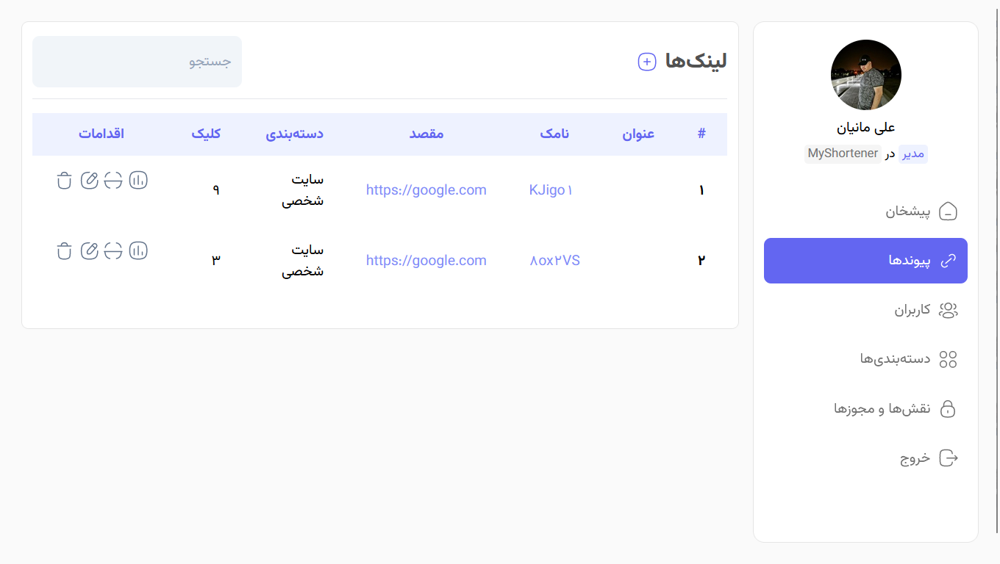 علی مانیان
مدیر در MyShortener
پیشخان
پیوندها
کاربران
دسته‌بندی‌ها
نقش‌ها و مجوزها
خروج
لینک‌ها
جستجو
# عنوان نامک مقصد دسته‌بندی کلیک اقدامات
۱ KJigo۱ https://google.com سایت شخصی ۹
۲ ۸ox۲VS https://google.com سایت شخصی ۳